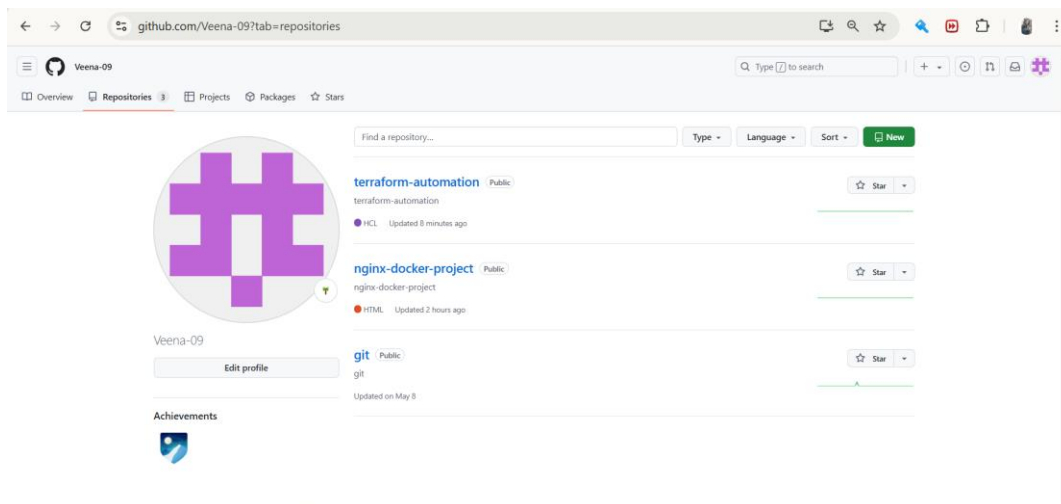 github.com/Veena-09?tab=repositories
Veena-09
Type / to search
Overview Repositories 3 Projects Packages Stars
Find a repository... Type Language Sort New
terraform-automation Public Star
terraform-automation
HCL Updated 8 minutes ago
nginx-docker-project Public Star
nginx-docker-project
HTML Updated 2 hours ago
Veena-09
Edit profile
git Public Star
git
Updated on May 8
Achievements